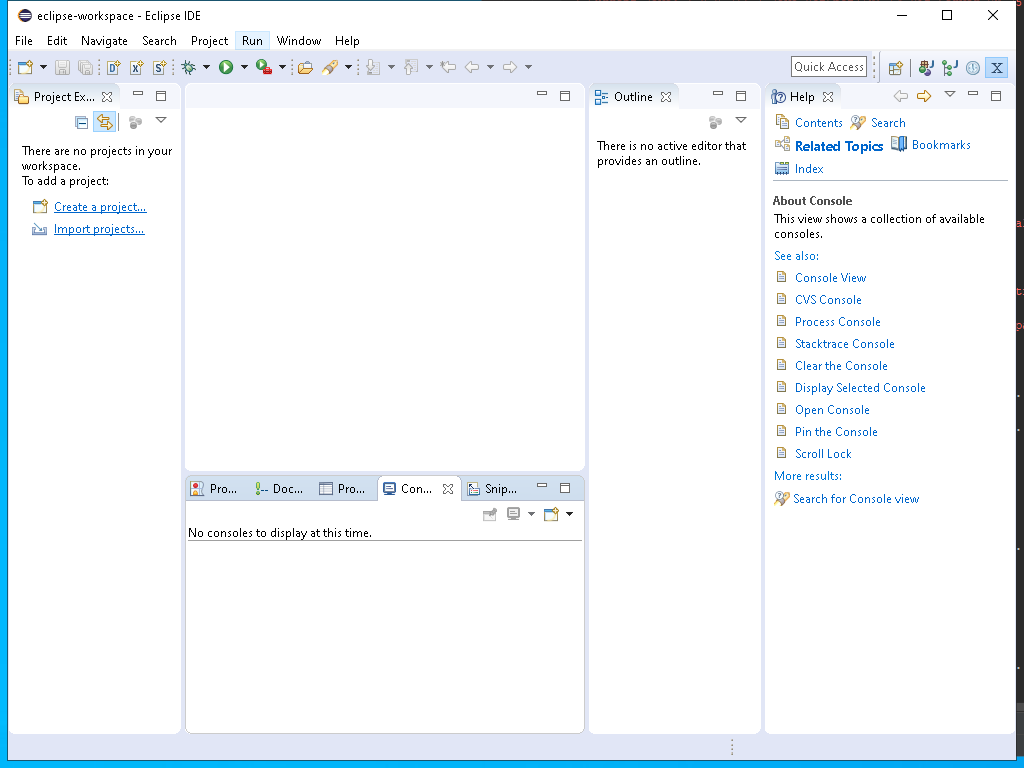 eclipse-workspace - Eclipse IDE
File Edit Navigate Search Project Run Window Help
Quick Access
Project Ex...
There are no projects in your
workspace.
To add a project:
Create a project...
Import projects...
Outline
There is no active editor that
provides an outline.
Help
Contents Search
Related Topics Bookmarks
Index
About Console
This view shows a collection of available
consoles.
See also:
Console View
CVS Console
Process Console
Stacktrace Console
Clear the Console
Display Selected Console
Open Console
Pin the Console
Scroll Lock
More results:
Search for Console view
Pro... Doc... Pro... Con... Snip...
No consoles to display at this time.